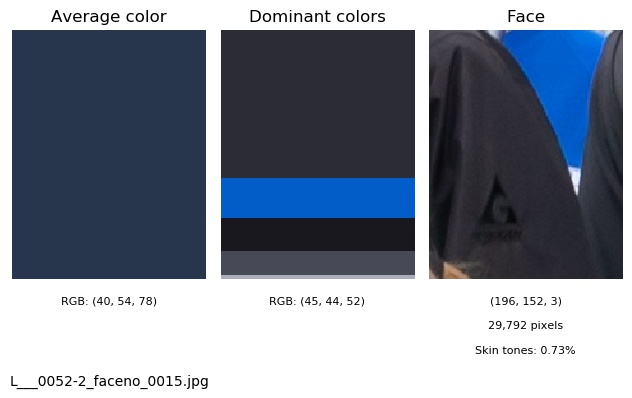 Average color
Dominant colors
Face
RGB: (40, 54, 78)
RGB: (45, 44, 52)
(196, 152, 3)
29,792 pixels
Skin tones: 0.73%
L___0052-2_faceno_0015.jpg